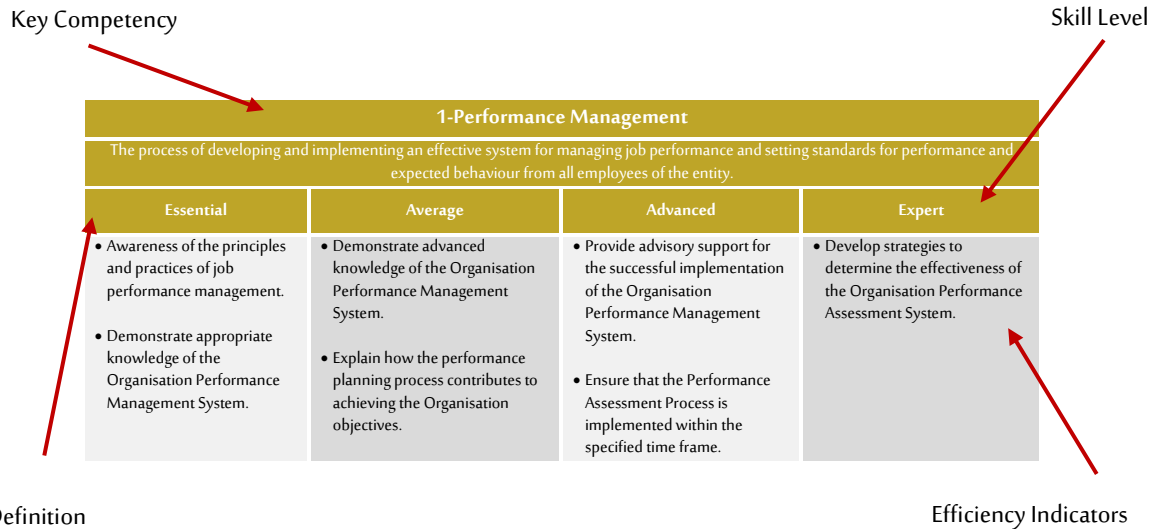 Key Competency
Skill Level
1-Performance Management
The process of developing and implementing an effective system for managing job performance and setting standards for performance and
expected behaviour from all employees of the entity.
Essential
Average
Advanced
Expert
• Awareness of the principles
and practices of job
performance management.
• Demonstrate appropriate
knowledge of the
Organisation Performance
Management System.
• Demonstrate advanced
knowledge of the Organisation
Performance Management
System.
• Explain how the performance
planning process contributes to
achieving the Organisation
objectives.
• Provide advisory support for
the successful implementation
of the Organisation
Performance Management
System.
• Ensure that the Performance
Assessment Process is
implemented within the
specified time frame.
• Develop strategies to
determine the effectiveness of
the Organisation Performance
Assessment System.
Definition
Efficiency Indicators